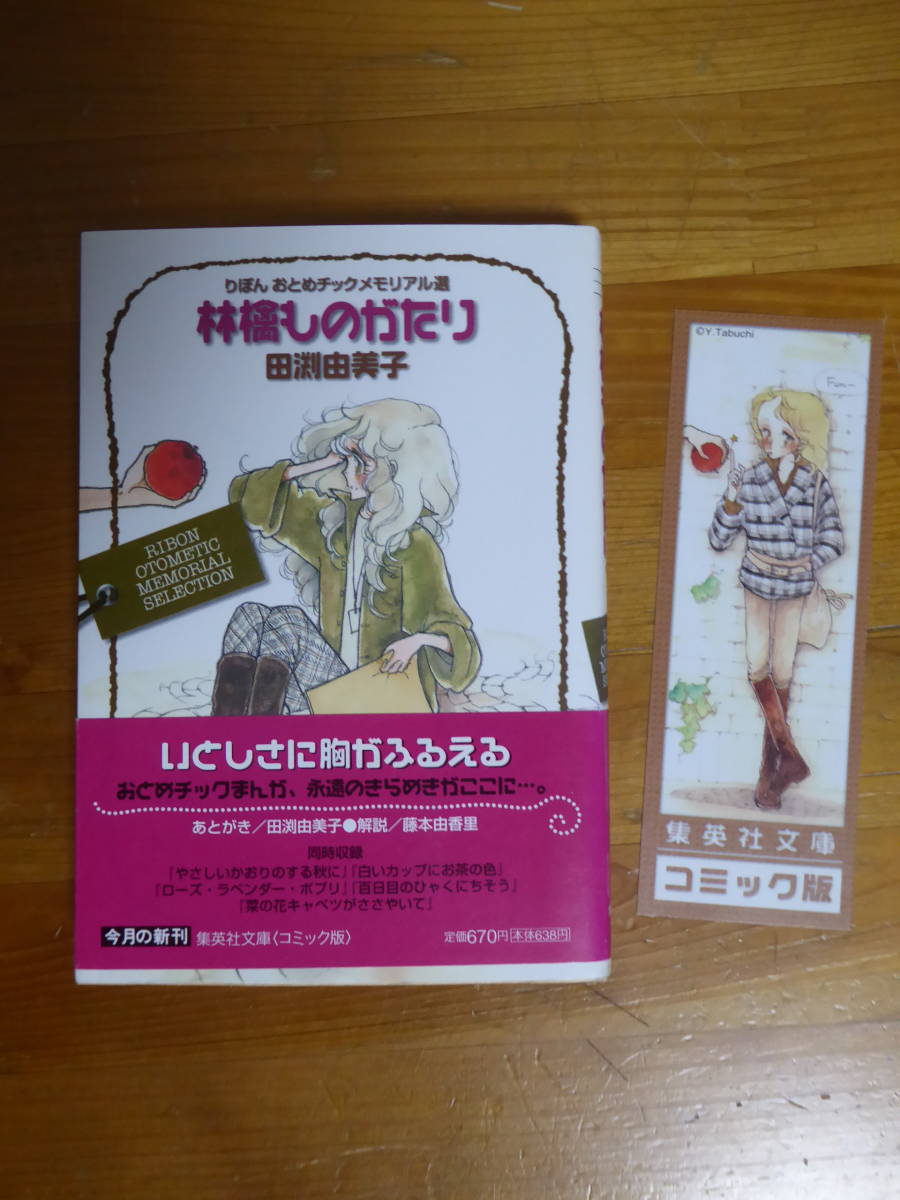 りぼん おとめチックメモリアル選
林檎ものがたり
田渕由美子
RIBON
OTOMETIC
MEMORIAL
SELECTION
いとしさに胸がふるえる
おとめチックまんが、永遠のきらめきがここに…。
あとがき/田渕由美子●解説/藤本由香里
同時収録
『やさしいかおりのする秋に』『白いカップにお茶の色』
『ローズ・ラベンダー・ポプリ』『百日目のひゃくにちそう』
『菜の花キャベツがささやいて』
今月の新刊 集英社文庫〈コミック版〉 定価670円 本体638円
©Y.Tabuchi
集英社文庫
コミック版